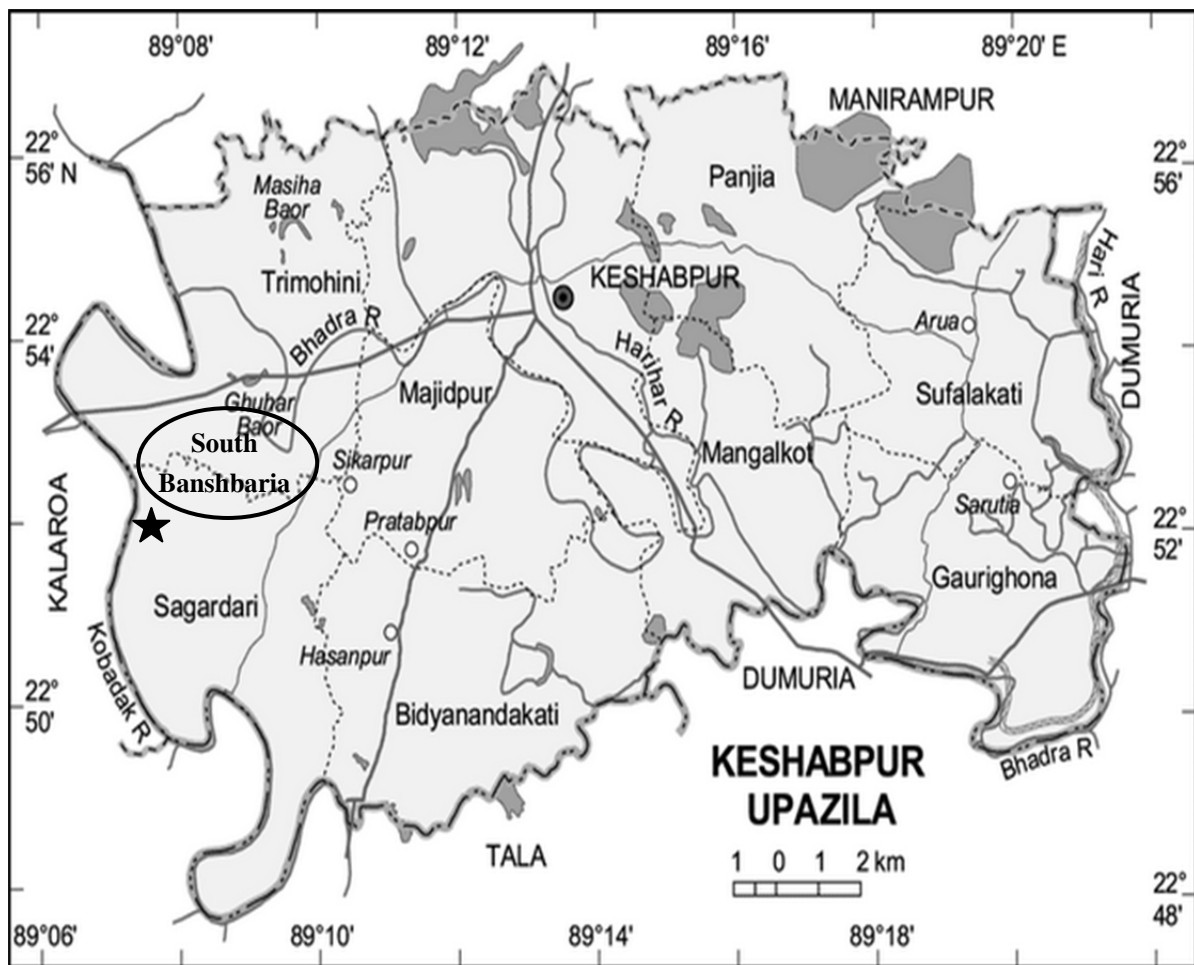 89°08'
89°12'
89°16'
89°20' E
MANIRAMPUR
22°
56' N
22°
56'
Masiha
Baor
Panjia
Trimohini
KESHABPUR
Hari R
DUMURIA
22°
54'
Bhadra R
Arua
Harihar R
Majidpur
Sufalakati
Ghubar
Baor
South
Banshbaria
Sikarpur
Mangalkot
KALAROA
Pratabpur
Sarutia
22°
52'
Sagardari
Gaurighona
Kobadak R
Hasanpur
DUMURIA
22°
50'
Bidyanandakati
Bhadra R
KESHABPUR
UPAZILA
TALA
1 0 1 2 km
22°
48'
89°06'
89°10'
89°14'
89°18'